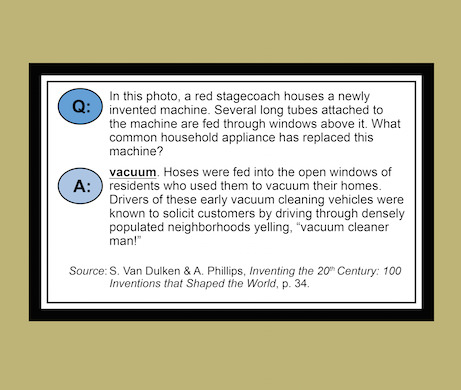 Q:
In this photo, a red stagecoach houses a newly
invented machine. Several long tubes attached to
the machine are fed through windows above it. What
common household appliance has replaced this
machine?
A:
vacuum. Hoses were fed into the open windows of
residents who used them to vacuum their homes.
Drivers of these early vacuum cleaning vehicles were
known to solicit customers by driving through densely
populated neighborhoods yelling, “vacuum cleaner
man!”
Source: S. Van Dulken & A. Phillips, Inventing the 20th Century: 100
Inventions that Shaped the World, p. 34.